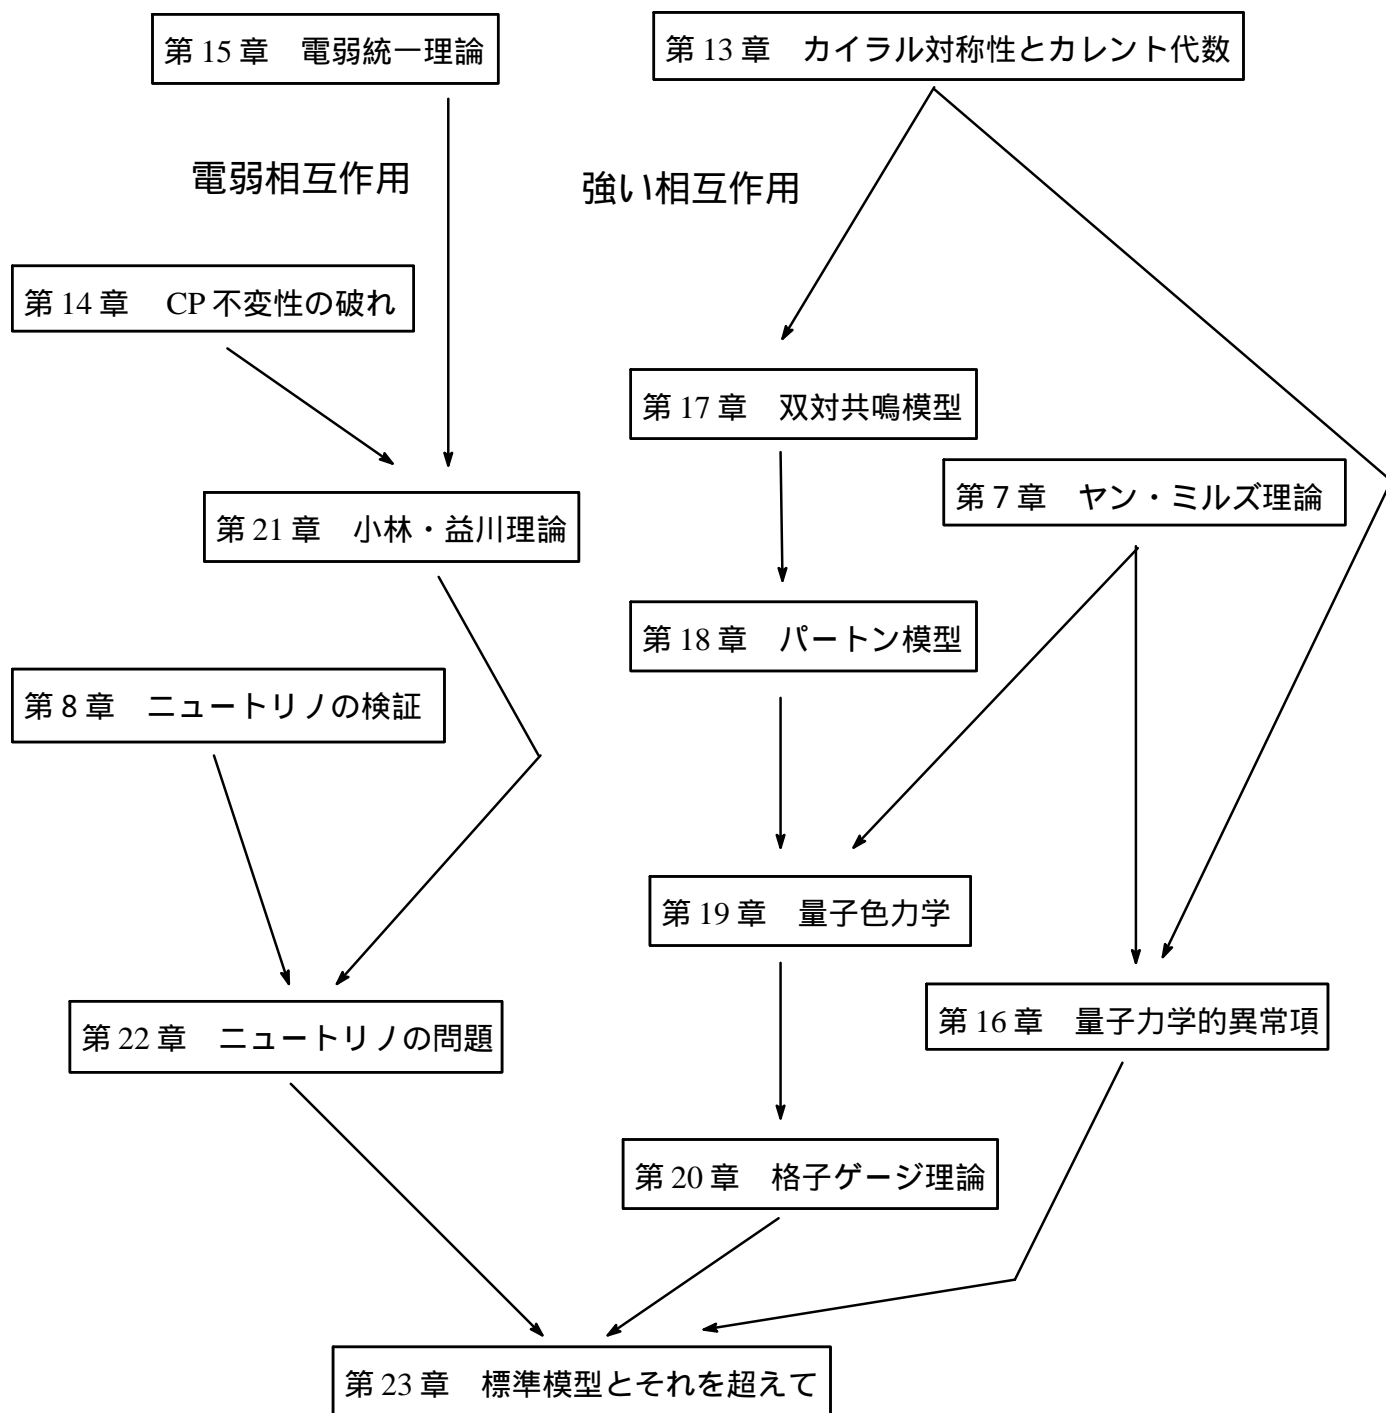 第 15 章　電弱統一理論
第 13 章　カイラル対称性とカレント代数
電弱相互作用
強い相互作用
第 14 章　CP 不変性の破れ
第 17 章　双対共鳴模型
第 7 章　ヤン・ミルズ理論
第 21 章　小林・益川理論
第 18 章　パートン模型
第 8 章　ニュートリノの検証
第 19 章　量子色力学
第 22 章　ニュートリノの問題
第 16 章　量子力学的異常項
第 20 章　格子ゲージ理論
第 23 章　標準模型とそれを超えて